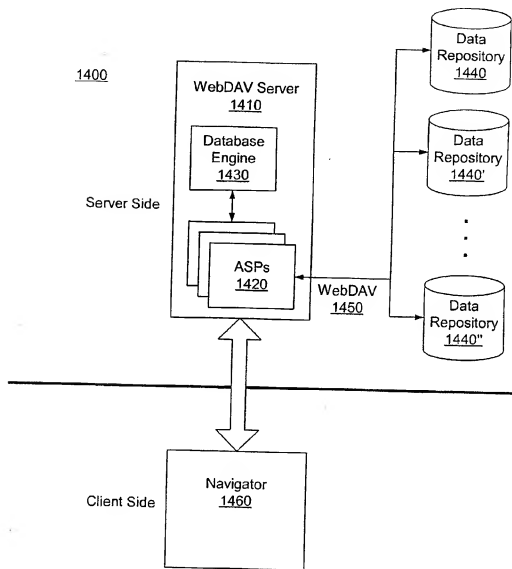 1400
WebDAV Server
1410
Database
Engine
1430
Server Side
ASPs
1420
WebDAV
1450
Data
Repository
1440
Data
Repository
1440'
Data
Repository
1440"
Client Side
Navigator
1460